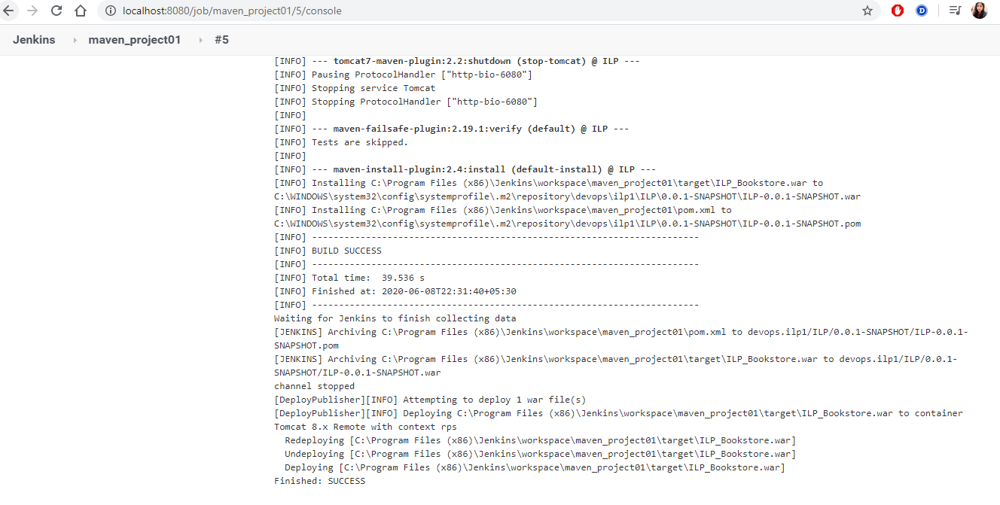 localhost:8080/job/maven_project01/5/console
Jenkins maven_project01 #5
[INFO] --- tomcat7-maven-plugin:2.2:shutdown (stop-tomcat) @ ILP ---
[INFO] Pausing ProtocolHandler ["http-bio-6080"]
[INFO] Stopping service Tomcat
[INFO] Stopping ProtocolHandler ["http-bio-6080"]
[INFO]
[INFO] --- maven-failsafe-plugin:2.19.1:verify (default) @ ILP ---
[INFO] Tests are skipped.
[INFO]
[INFO] --- maven-install-plugin:2.4:install (default-install) @ ILP ---
[INFO] Installing C:\Program Files (x86)\Jenkins\workspace\maven_project01\target\ILP_Bookstore.war to
C:\WINDOWS\system32\config\systemprofile\.m2\repository\devops\ilp1\ILP\0.0.1-SNAPSHOT\ILP-0.0.1-SNAPSHOT.war
[INFO] Installing C:\Program Files (x86)\Jenkins\workspace\maven_project01\pom.xml to
C:\WINDOWS\system32\config\systemprofile\.m2\repository\devops\ilp1\ILP\0.0.1-SNAPSHOT\ILP-0.0.1-SNAPSHOT.pom
[INFO] ------------------------------------------------------------------------
[INFO] BUILD SUCCESS
[INFO] ------------------------------------------------------------------------
[INFO] Total time:  39.536 s
[INFO] Finished at: 2020-06-08T22:31:40+05:30
[INFO] ------------------------------------------------------------------------
Waiting for Jenkins to finish collecting data
[JENKINS] Archiving C:\Program Files (x86)\Jenkins\workspace\maven_project01\pom.xml to devops.ilp1/ILP/0.0.1-SNAPSHOT/ILP-0.0.1-
SNAPSHOT.pom
[JENKINS] Archiving C:\Program Files (x86)\Jenkins\workspace\maven_project01\target\ILP_Bookstore.war to devops.ilp1/ILP/0.0.1-
SNAPSHOT/ILP-0.0.1-SNAPSHOT.war
channel stopped
[DeployPublisher][INFO] Attempting to deploy 1 war file(s)
[DeployPublisher][INFO] Deploying C:\Program Files (x86)\Jenkins\workspace\maven_project01\target\ILP_Bookstore.war to container
Tomcat 8.x Remote with context rps
  Redeploying [C:\Program Files (x86)\Jenkins\workspace\maven_project01\target\ILP_Bookstore.war]
  Undeploying [C:\Program Files (x86)\Jenkins\workspace\maven_project01\target\ILP_Bookstore.war]
  Deploying [C:\Program Files (x86)\Jenkins\workspace\maven_project01\target\ILP_Bookstore.war]
Finished: SUCCESS